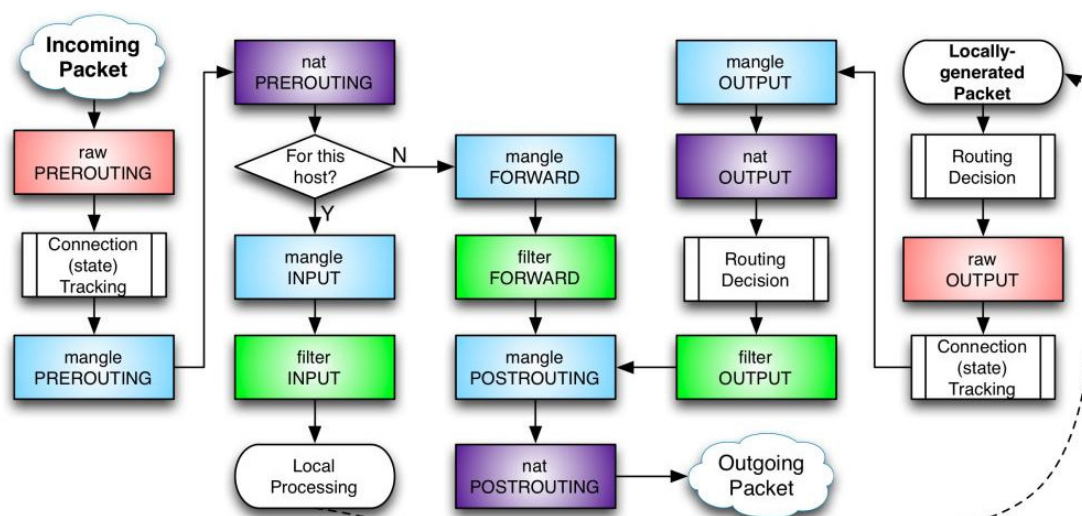 Incoming
Packet
raw
PREROUTING
Connection
(state)
Tracking
mangle
PREROUTING
nat
PREROUTING
For this
host?
N
Y
mangle
INPUT
filter
INPUT
Local
Processing
mangle
FORWARD
filter
FORWARD
mangle
POSTROUTING
nat
POSTROUTING
Outgoing
Packet
mangle
OUTPUT
nat
OUTPUT
Routing
Decision
filter
OUTPUT
Locally-
generated
Packet
Routing
Decision
raw
OUTPUT
Connection
(state)
Tracking